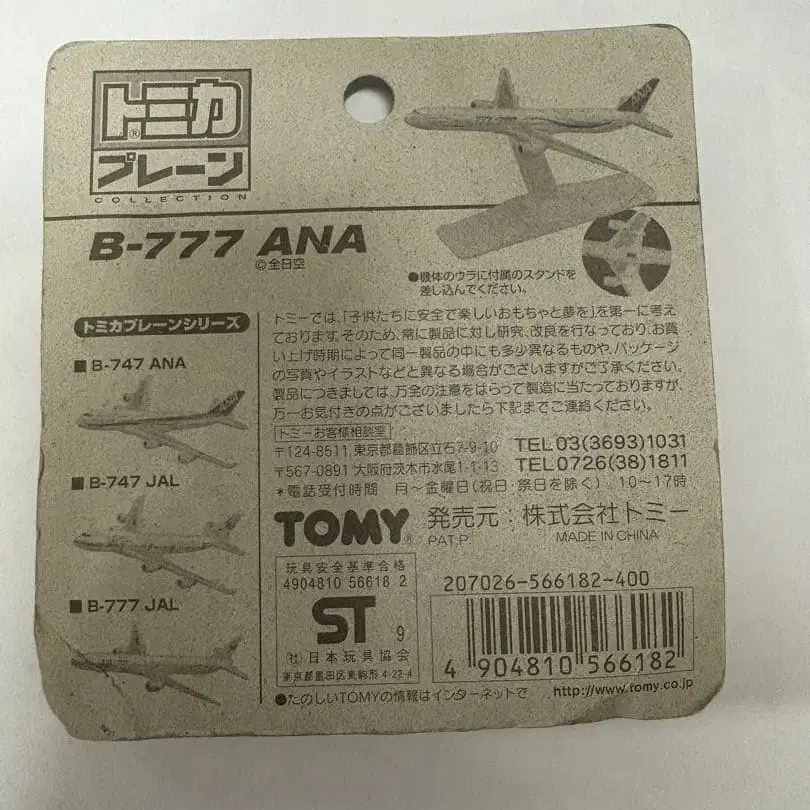 トミカ®
プレーン
COLLECTION
B-777 ANA
©全日空
●機体のウラに付属のスタンドを
差し込んでください。
トミカプレーンシリーズ
■B-747 ANA
■B-747 JAL
■B-777 JAL
トミーでは、「子供たちに安全で楽しいおもちゃと夢を」を第一に考え
ております。そのため、常に製品に対し研究、改良を行なっており、お買
い上げ時期によって同一製品の中にも多少異なるものや、パッケージ
の写真やイラストなどと異なる場合がございますがご了承ください。
製品につきましては、万全の注意をはらって製造に当たっておりますが、
万一お気付きの点がございましたら下記までご連絡ください。
トミーお客様相談室
〒124-8511 東京都葛飾区立石7-9-10 TEL03(3693)1031
〒567-0891 大阪府茨木市水尾1-1-13 TEL0726(38)1811
*電話受付時間 月〜金曜日(祝日・祭日を除く) 10〜17時
TOMY® 発売元:株式会社トミー
PAT.P MADE IN CHINA
玩具安全基準合格
4904810 56618 2
ST 9
(社)日本玩具協会
東京都墨田区東駒形4-22-4
207026-566182-400
4 904810 566182
●たのしいTOMYの情報はインターネットで http://www.tomy.co.jp